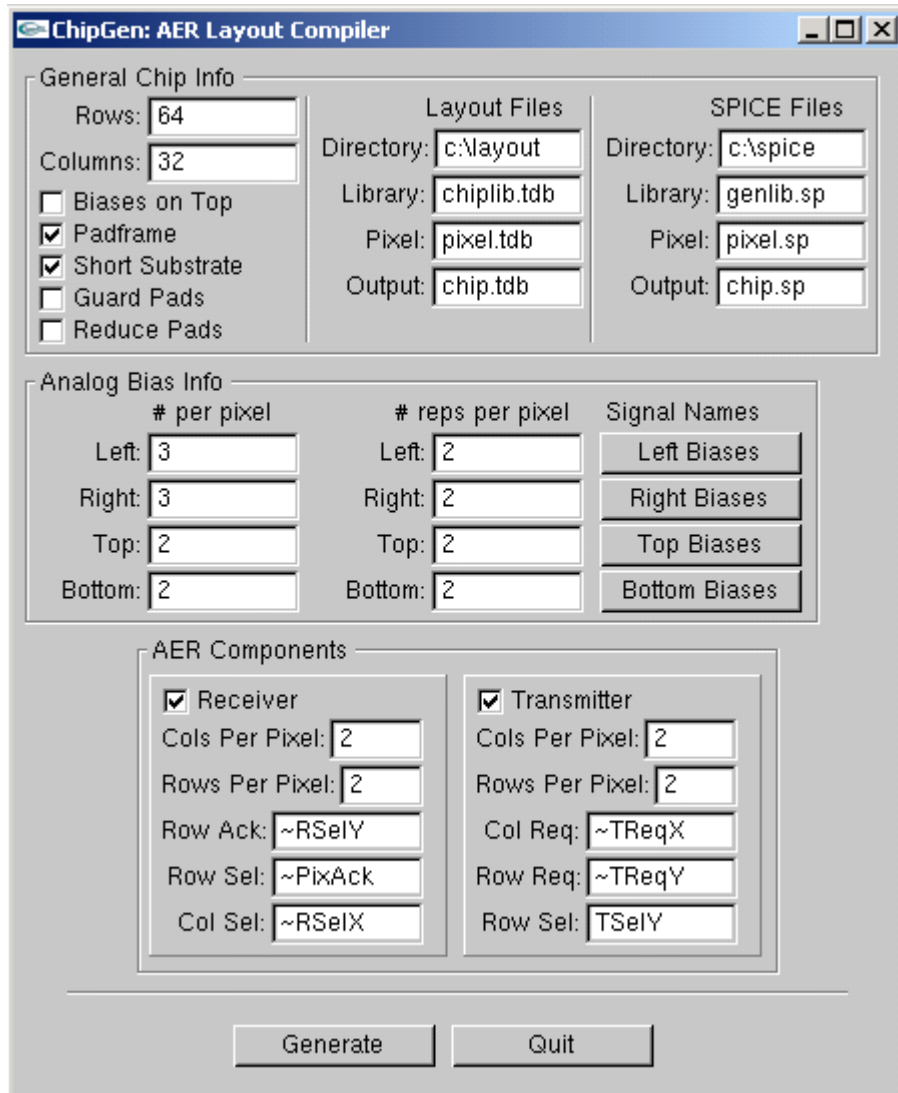 ChipGen: AER Layout Compiler
General Chip Info
Rows: 64
Columns: 32
Biases on Top
Padframe
Short Substrate
Guard Pads
Reduce Pads
Layout Files
Directory: c:\layout
Library: chiplib.tdb
Pixel: pixel.tdb
Output: chip.tdb
SPICE Files
Directory: c:\spice
Library: genlib.sp
Pixel: pixel.sp
Output: chip.sp
Analog Bias Info
# per pixel
Left: 3
Right: 3
Top: 2
Bottom: 2
# reps per pixel
Left: 2
Right: 2
Top: 2
Bottom: 2
Signal Names
Left Biases
Right Biases
Top Biases
Bottom Biases
AER Components
Receiver
Cols Per Pixel: 2
Rows Per Pixel: 2
Row Ack: ~RSelY
Row Sel: ~PixAck
Col Sel: ~RSelX
Transmitter
Cols Per Pixel: 2
Rows Per Pixel: 2
Col Req: ~TReqX
Row Req: ~TReqY
Row Sel: TSelY
Generate
Quit